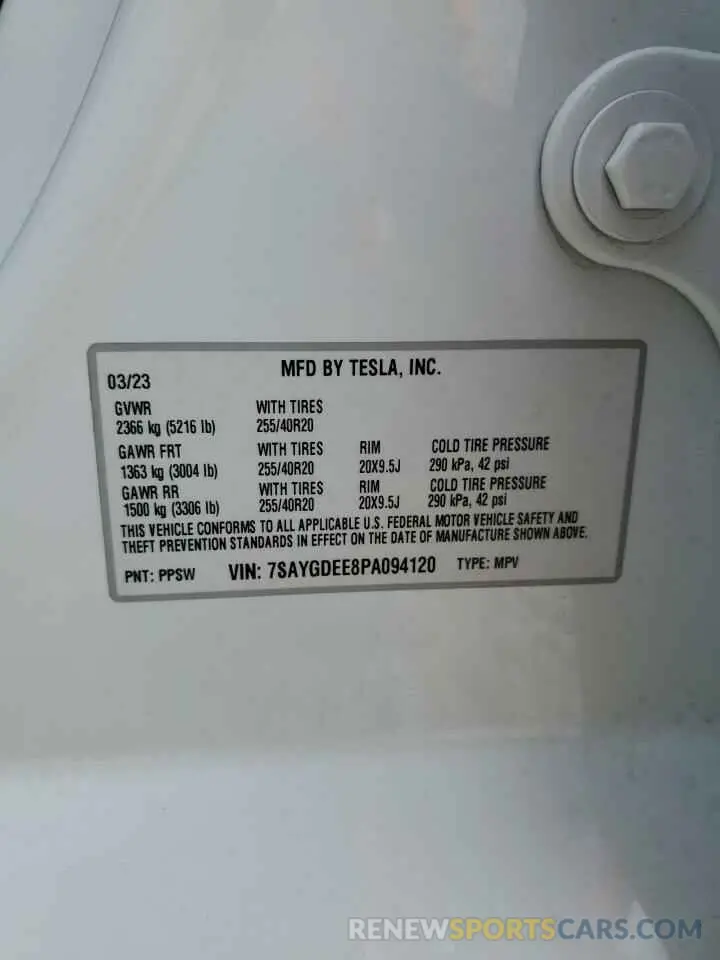 MFD BY TESLA, INC.
03/23
GVWR WITH TIRES
2366 kg (5216 lb) 255/40R20
GAWR FRT WITH TIRES RIM COLD TIRE PRESSURE
1363 kg (3004 lb) 255/40R20 20X9.5J 290 kPa, 42 psi
GAWR RR WITH TIRES RIM COLD TIRE PRESSURE
1500 kg (3306 lb) 255/40R20 20X9.5J 290 kPa, 42 psi
THIS VEHICLE CONFORMS TO ALL APPLICABLE U.S. FEDERAL MOTOR VEHICLE SAFETY AND
THEFT PREVENTION STANDARDS IN EFFECT ON THE DATE OF MANUFACTURE SHOWN ABOVE.
PNT: PPSW VIN: 7SAYGDEE8PA094120 TYPE: MPV
RENEWSPORTSCARS.COM